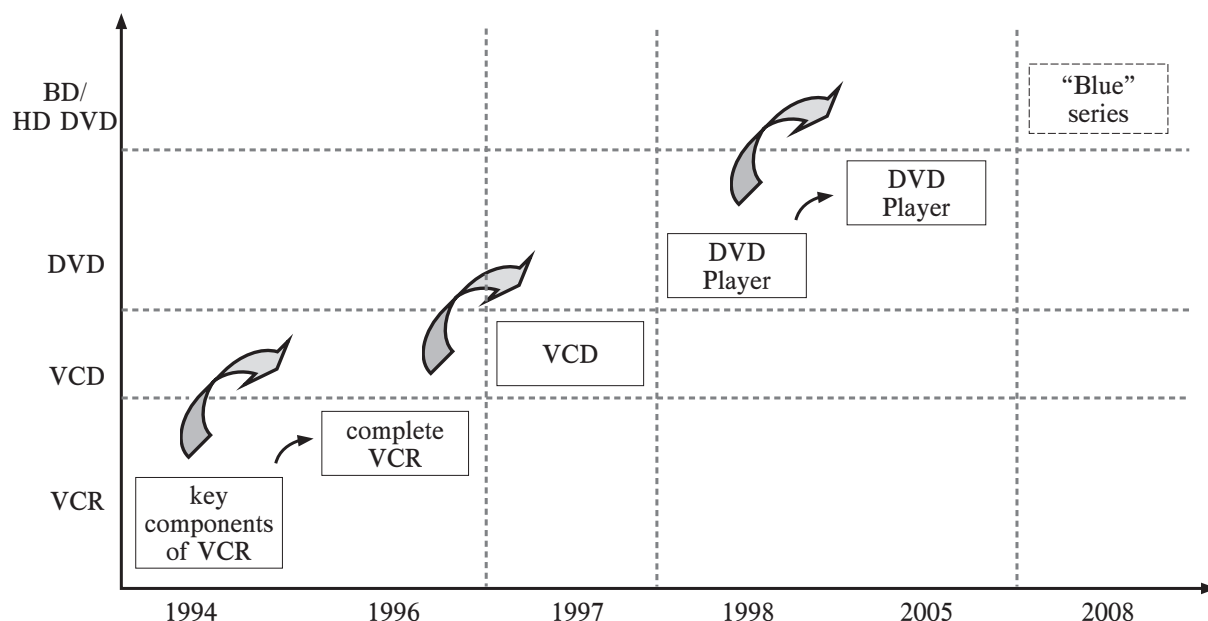 BD/
HD DVD
“Blue”
series
DVD
Player
DVD
DVD
Player
VCD
VCD
complete
VCR
VCR
key
components
of VCR
1994
1996
1997
1998
2005
2008